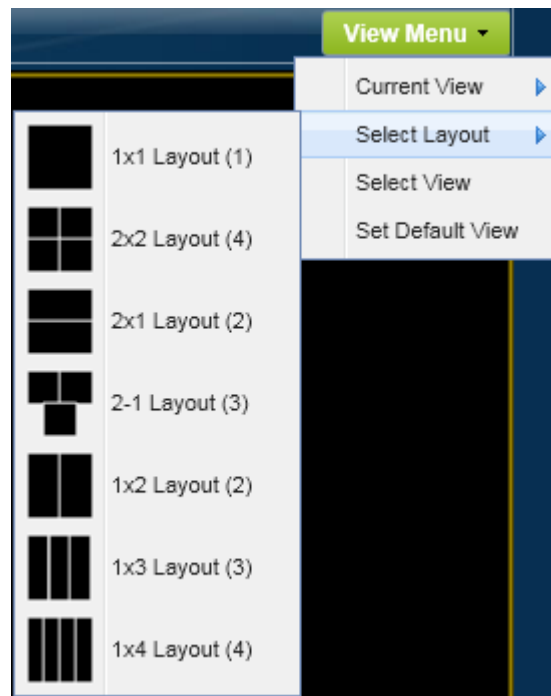 View Menu
Current View
Select Layout
Select View
Set Default View
1x1 Layout (1)
2x2 Layout (4)
2x1 Layout (2)
2-1 Layout (3)
1x2 Layout (2)
1x3 Layout (3)
1x4 Layout (4)